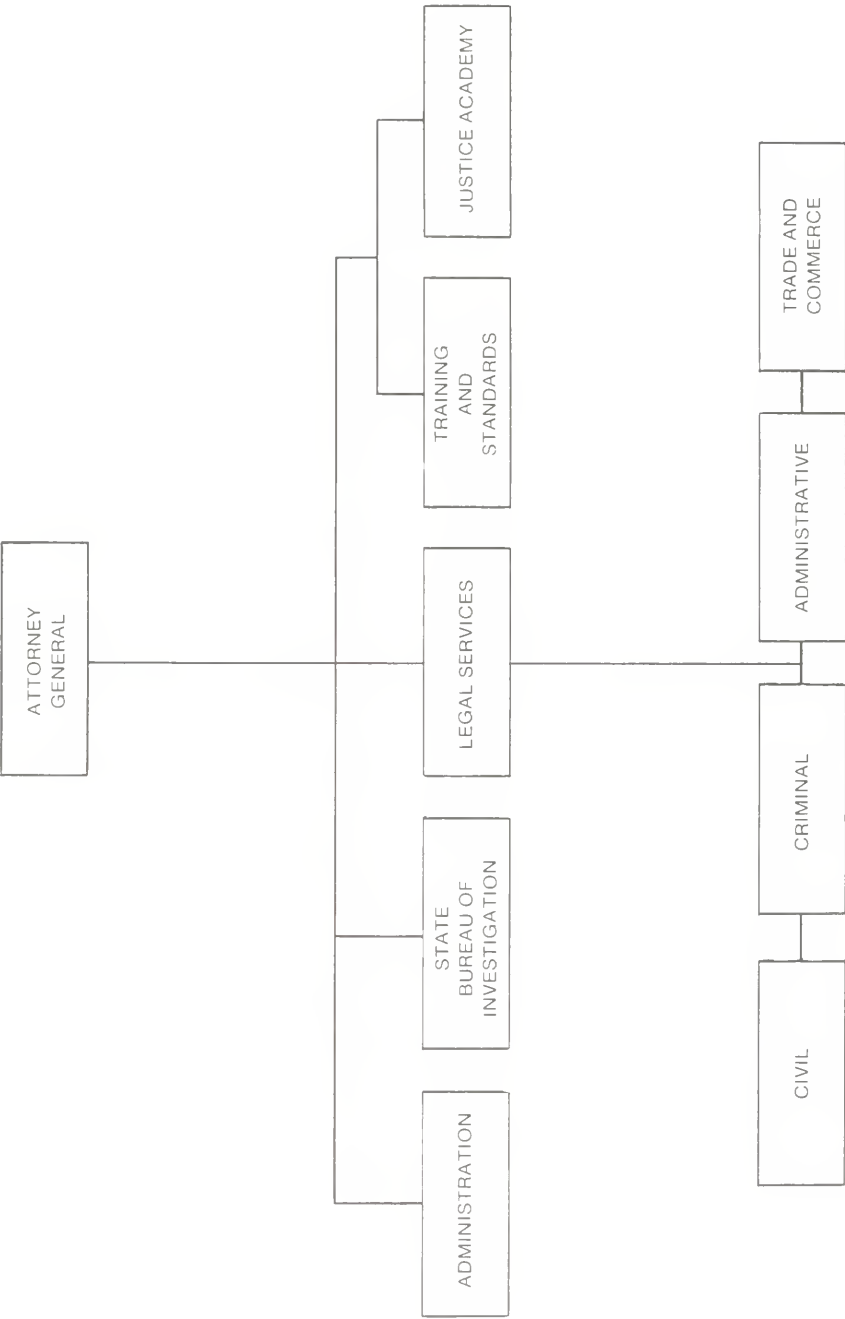 ATTORNEY
GENERAL
ADMINISTRATION
STATE
BUREAU OF
INVESTIGATION
LEGAL SERVICES
TRAINING
AND
STANDARDS
JUSTICE ACADEMY
CIVIL
CRIMINAL
ADMINISTRATIVE
TRADE AND
COMMERCE